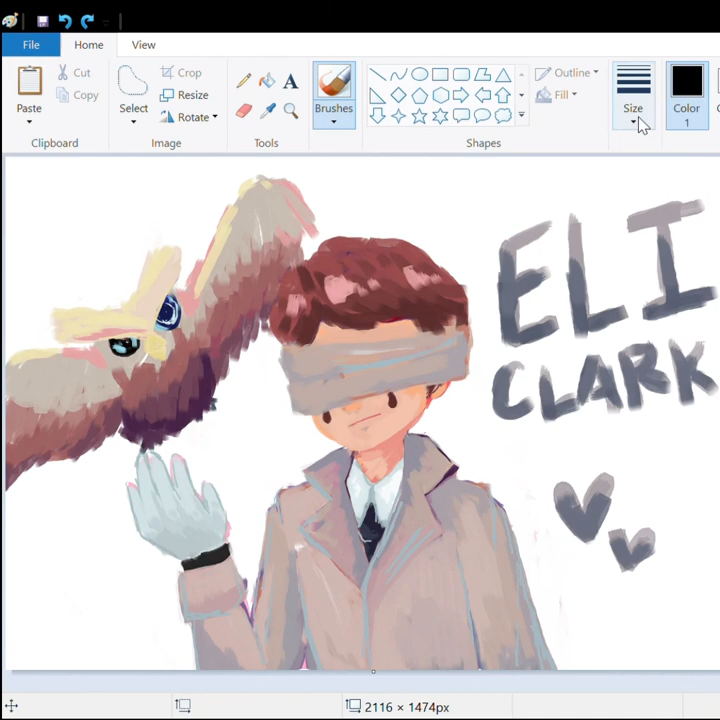 File Home View
Cut
Copy
Paste
Clipboard
Select
Crop
Resize
Rotate
Image
A
Tools
Brushes
Outline
Fill
Shapes
Size
Color
1
ELI
CLARK
2116 × 1474px